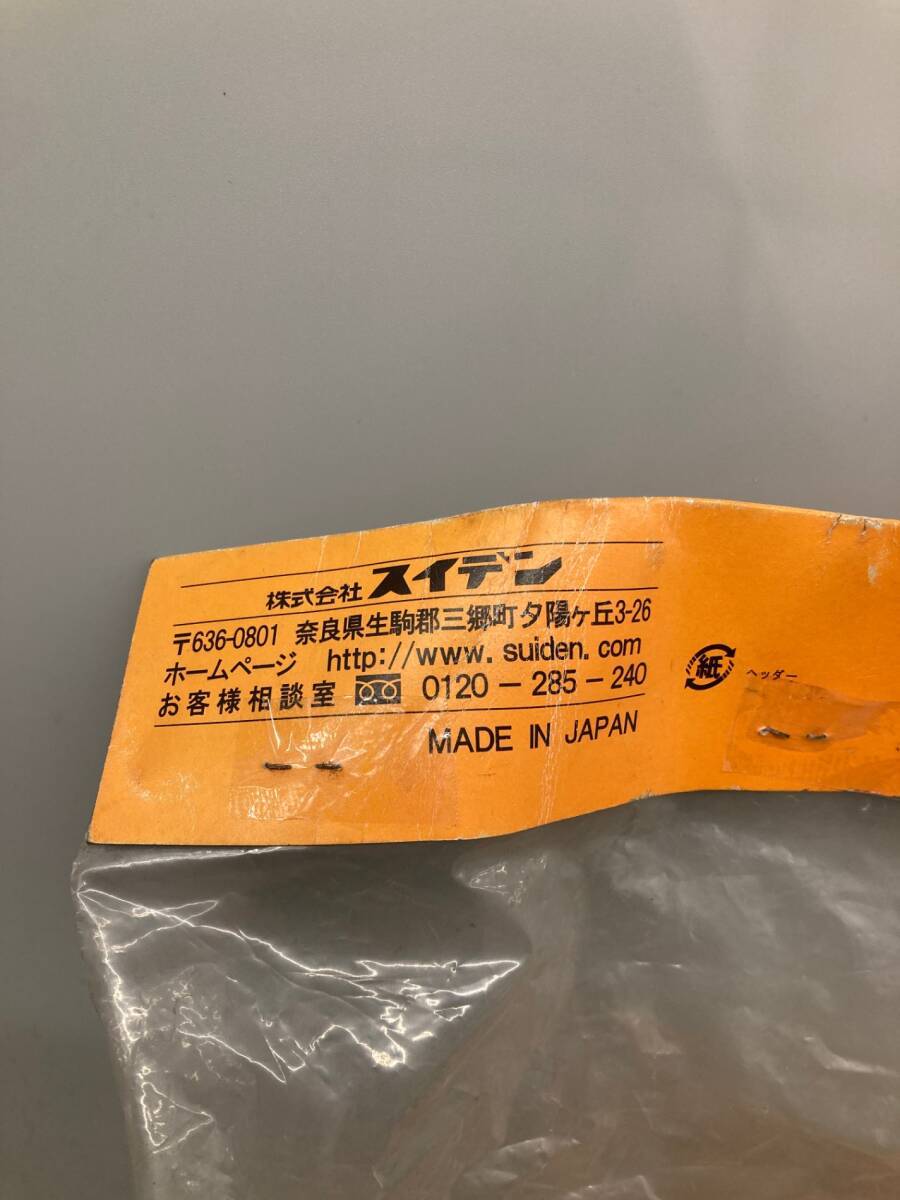 株式会社 スイデン
〒636-0801 奈良県生駒郡三郷町夕陽ヶ丘3-26
ホームページ http://www.suiden.com
お客様相談室 0120-285-240
MADE IN JAPAN
紙 ヘッダー